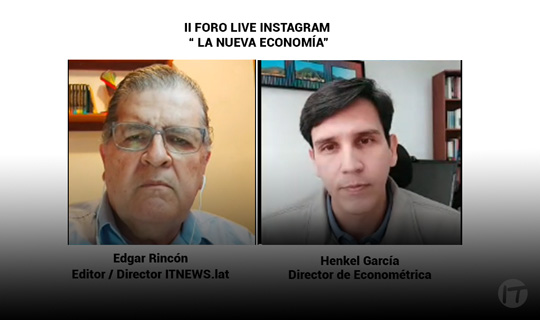 II FORO LIVE INSTAGRAM
“ LA NUEVA ECONOMÍA”
Edgar Rincón
Editor / Director ITNEWS.lat
Henkel García
Director de Econométrica
IT